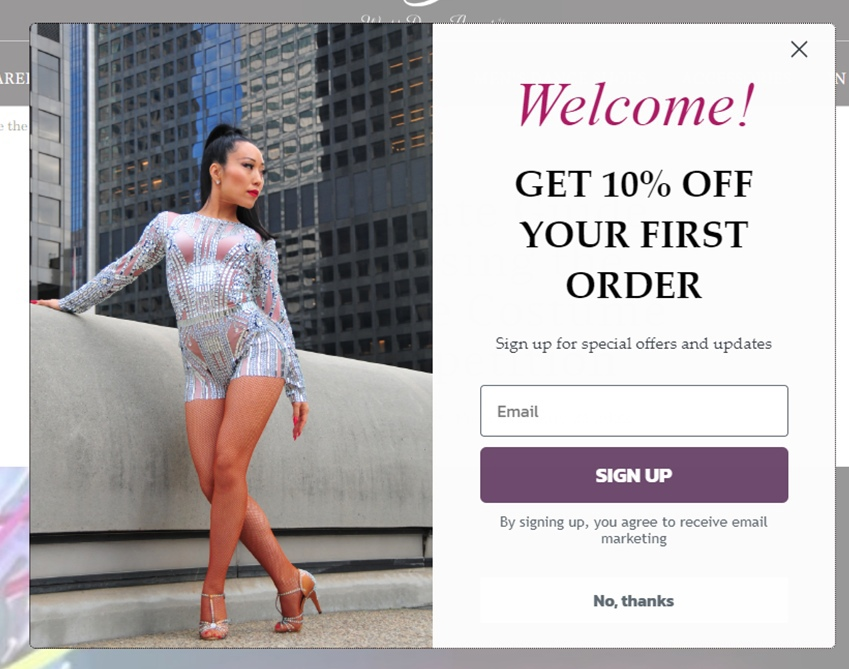 Welcome!
GET 10% OFF
YOUR FIRST
ORDER
Sign up for special offers and updates
Email
SIGN UP
By signing up, you agree to receive email
marketing
No, thanks